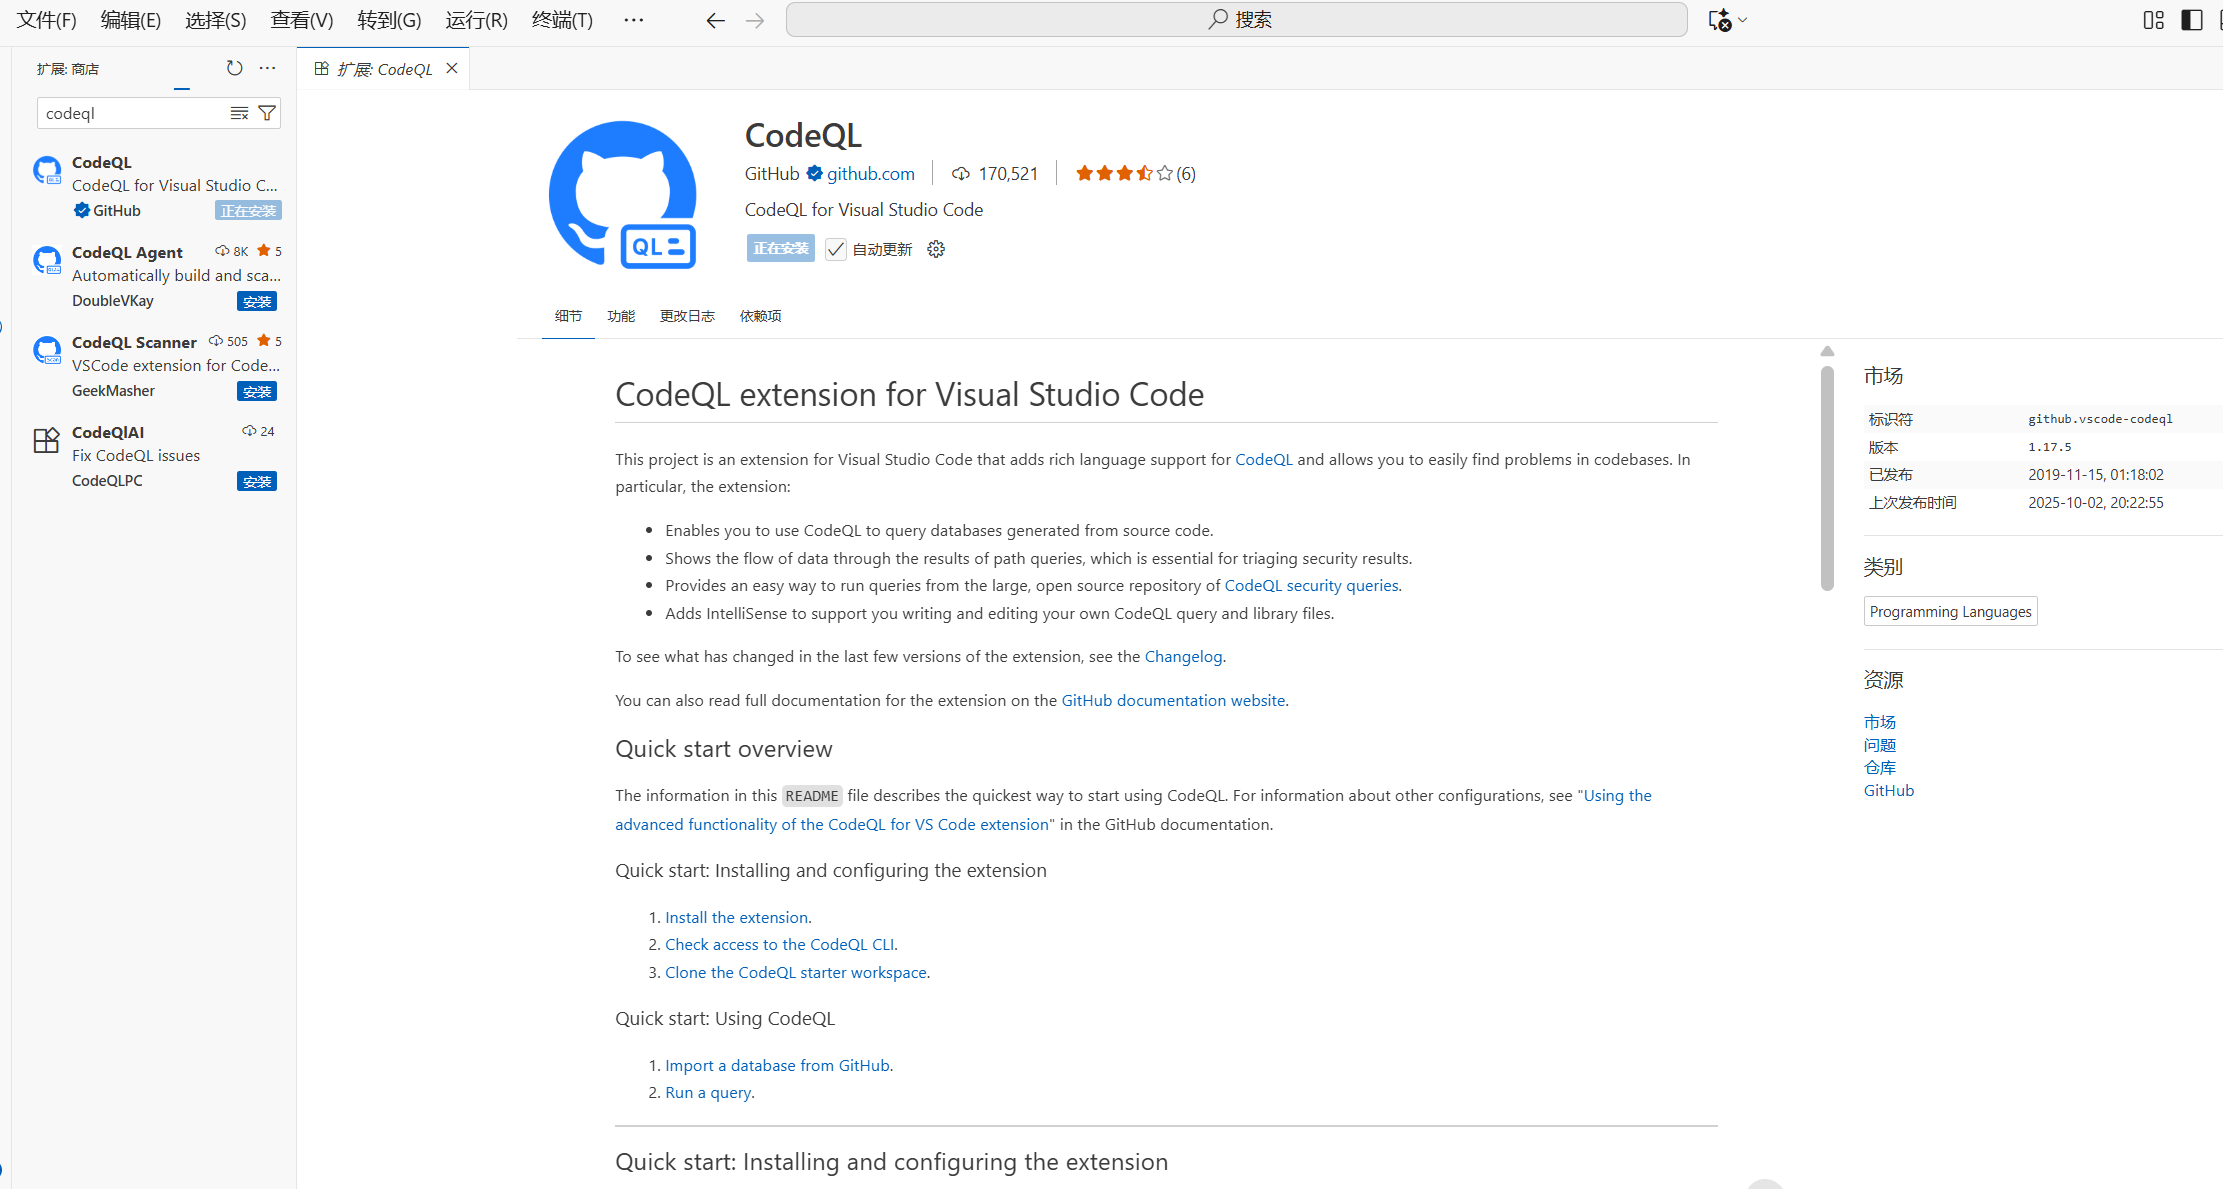 文件(F) 编辑(E) 选择(S) 查看(V) 转到(G) 运行(R) 终端(T) ··· 搜索
扩展: 商店
codeql
CodeQL
CodeQL for Visual Studio C...
GitHub 正在安装
CodeQL Agent 8K 5
Automatically build and sca...
DoubleVKay 安装
CodeQL Scanner 505 5
VSCode extension for Code...
GeekMasher 安装
CodeQlAI 24
Fix CodeQL issues
CodeQLPC 安装
扩展: CodeQL
QL
CodeQL
GitHub github.com 170,521 (6)
CodeQL for Visual Studio Code
正在安装 自动更新
细节 功能 更改日志 依赖项
CodeQL extension for Visual Studio Code
This project is an extension for Visual Studio Code that adds rich language support for CodeQL and allows you to easily find problems in codebases. In
particular, the extension:
• Enables you to use CodeQL to query databases generated from source code.
• Shows the flow of data through the results of path queries, which is essential for triaging security results.
• Provides an easy way to run queries from the large, open source repository of CodeQL security queries.
• Adds IntelliSense to support you writing and editing your own CodeQL query and library files.
To see what has changed in the last few versions of the extension, see the Changelog.
You can also read full documentation for the extension on the GitHub documentation website.
Quick start overview
The information in this README file describes the quickest way to start using CodeQL. For information about other configurations, see "Using the
advanced functionality of the CodeQL for VS Code extension" in the GitHub documentation.
Quick start: Installing and configuring the extension
1. Install the extension.
2. Check access to the CodeQL CLI.
3. Clone the CodeQL starter workspace.
Quick start: Using CodeQL
1. Import a database from GitHub.
2. Run a query.
Quick start: Installing and configuring the extension
市场
标识符 github.vscode-codeql
版本 1.17.5
已发布 2019-11-15, 01:18:02
上次发布时间 2025-10-02, 20:22:55
类别
Programming Languages
资源
市场
问题
仓库
GitHub